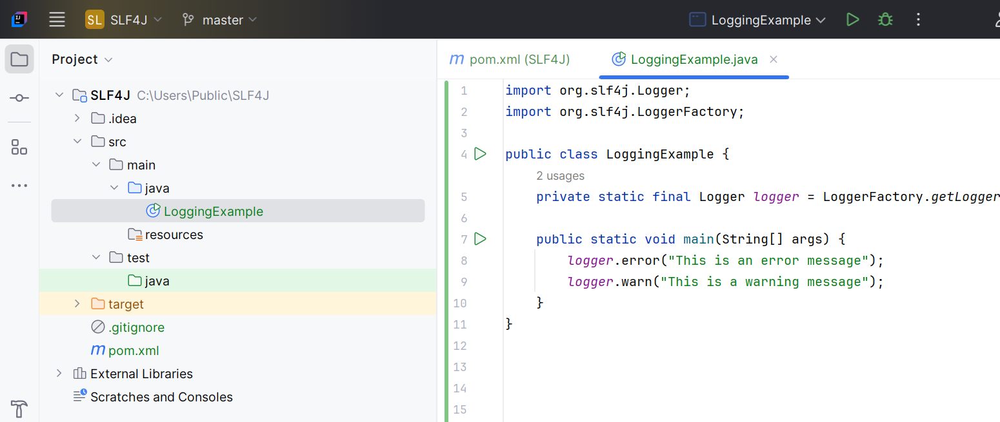 SL SLF4J master LoggingExample
Project
SLF4J C:\Users\Public\SLF4J
.idea
src
main
java
LoggingExample
resources
test
java
target
.gitignore
pom.xml
External Libraries
Scratches and Consoles
pom.xml (SLF4J) LoggingExample.java
1 import org.slf4j.Logger;
2 import org.slf4j.LoggerFactory;
3
4 public class LoggingExample {
2 usages
5 private static final Logger logger = LoggerFactory.getLogger
6
7 public static void main(String[] args) {
8 logger.error("This is an error message");
9 logger.warn("This is a warning message");
10 }
11 }
12
13
14
15